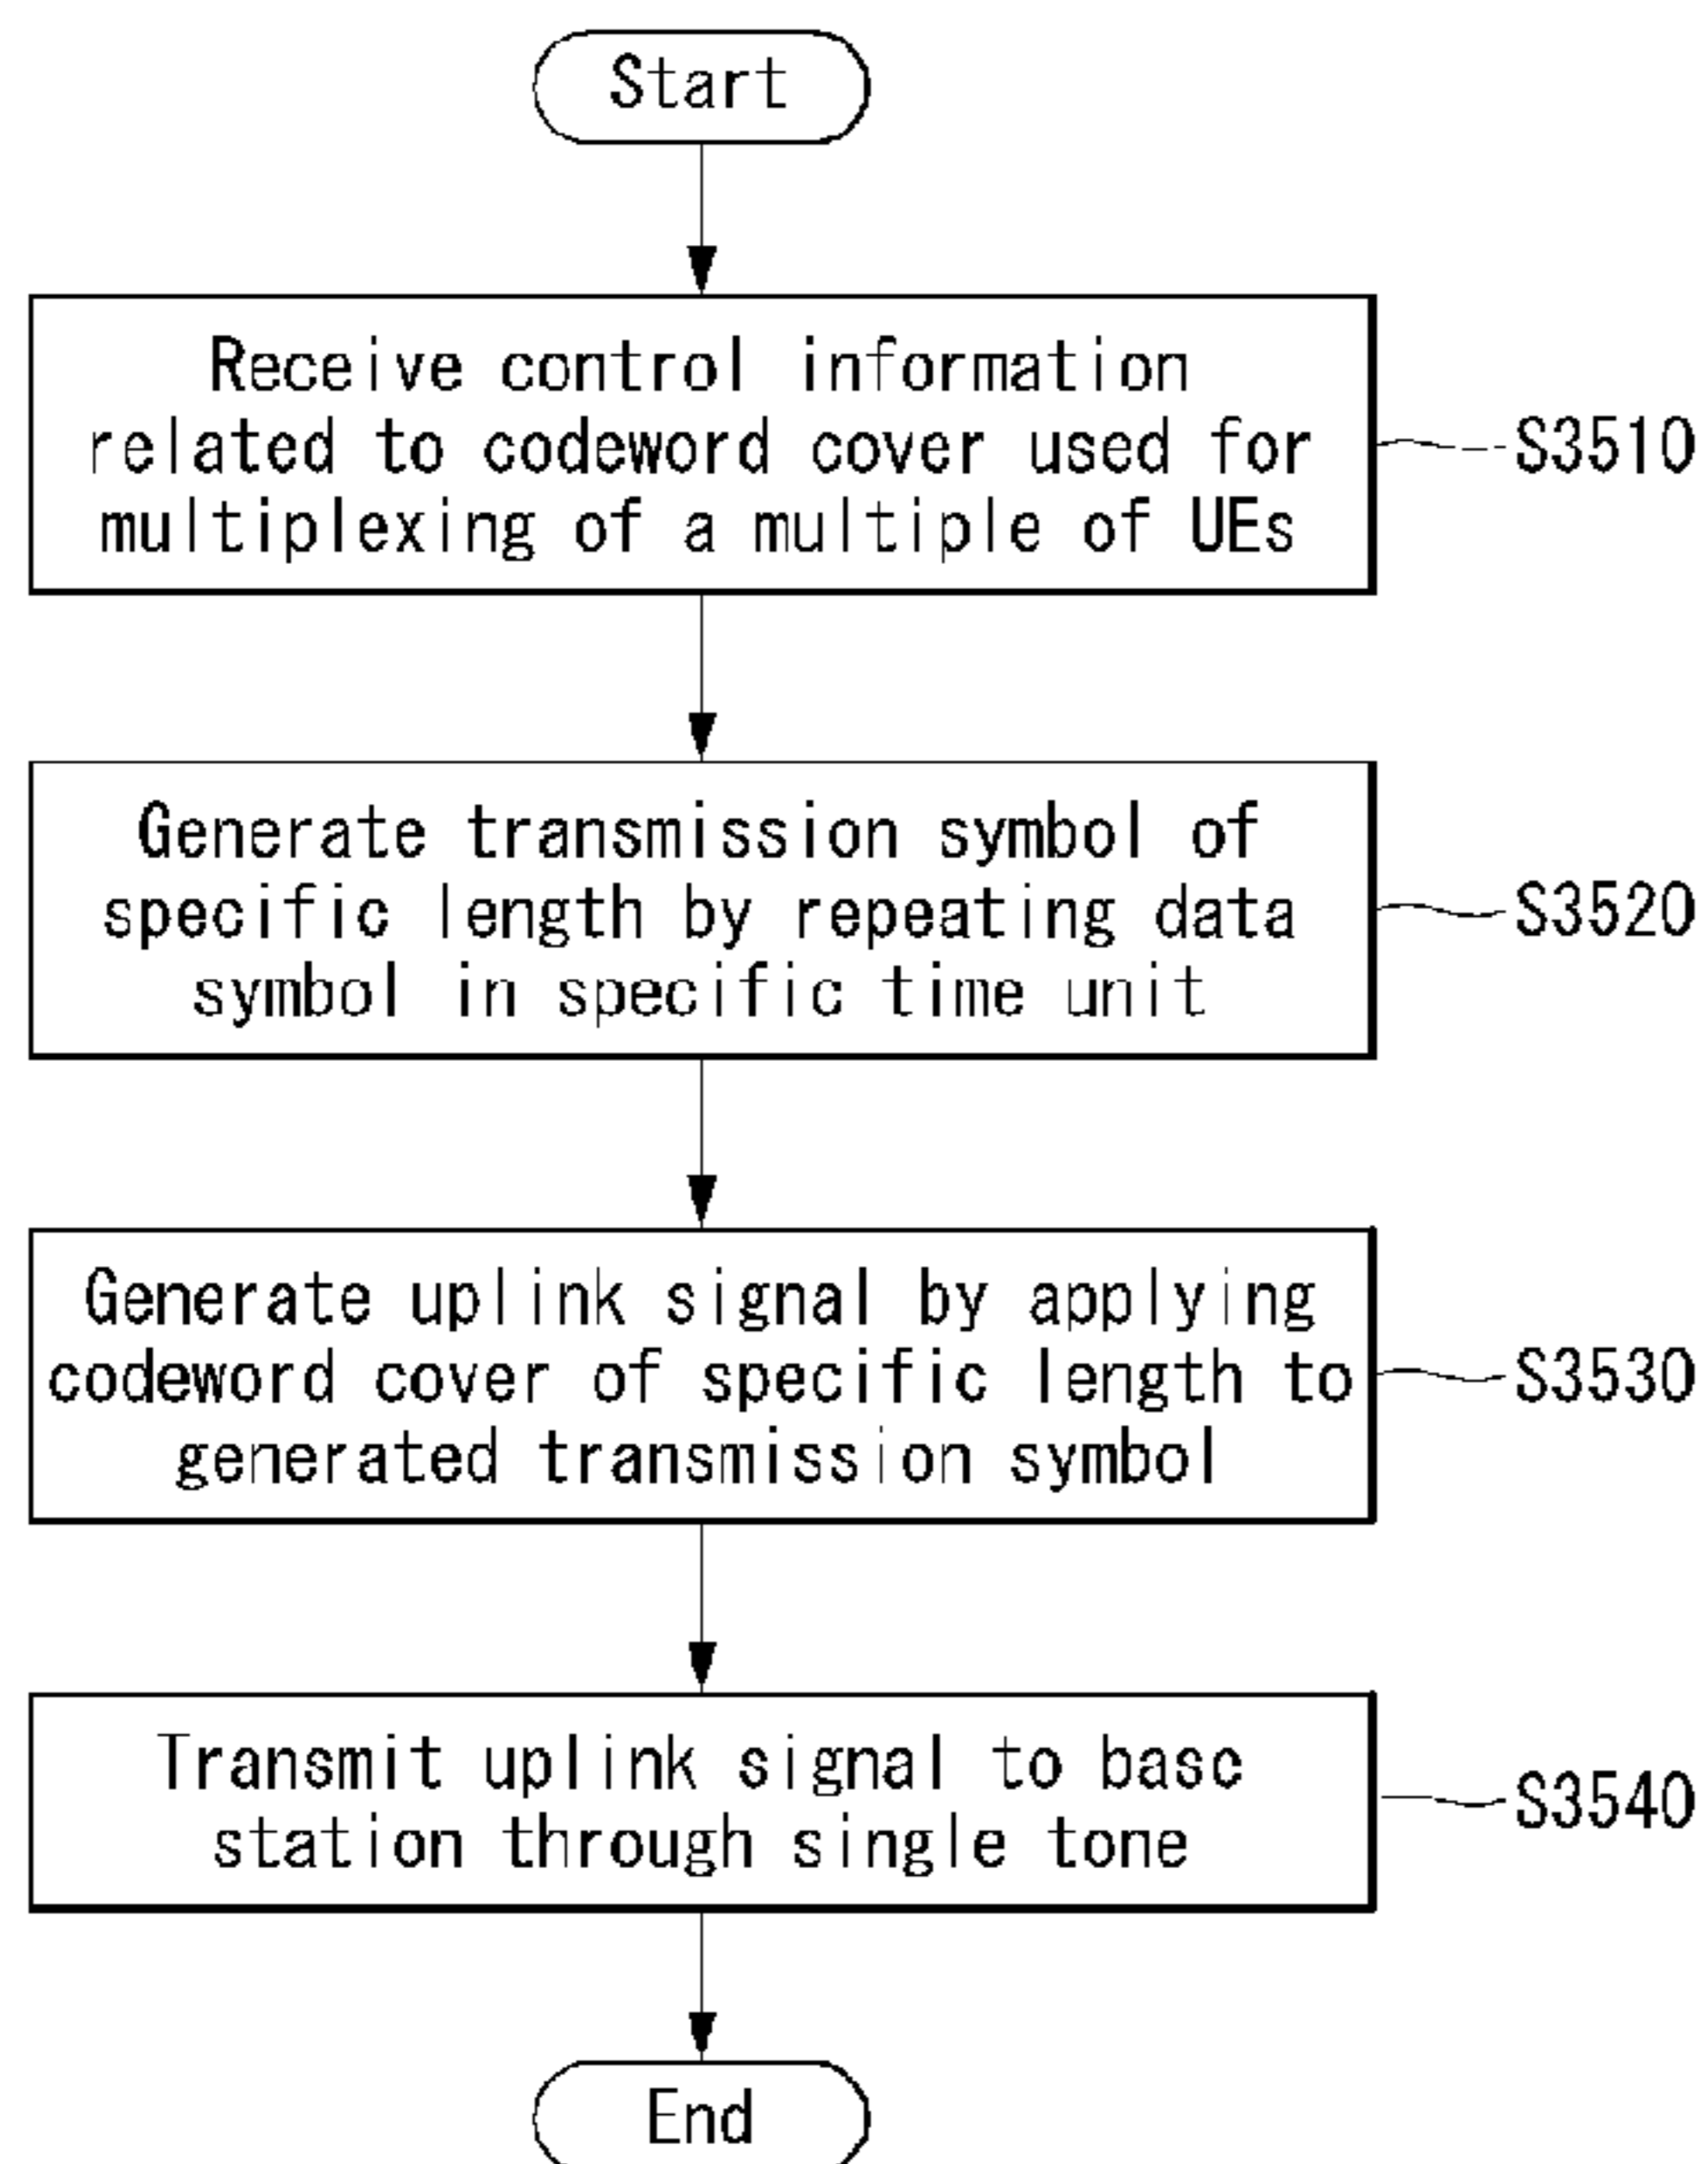 Start
Receive control information
related to codeword cover used for
multiplexing of a multiple of UEs
S3510
Generate transmission symbol of
specific length by repeating data
symbol in specific time unit
S3520
Generate uplink signal by applying
codeword cover of specific length to
generated transmission symbol
S3530
Transmit uplink signal to base
station through single tone
S3540
End